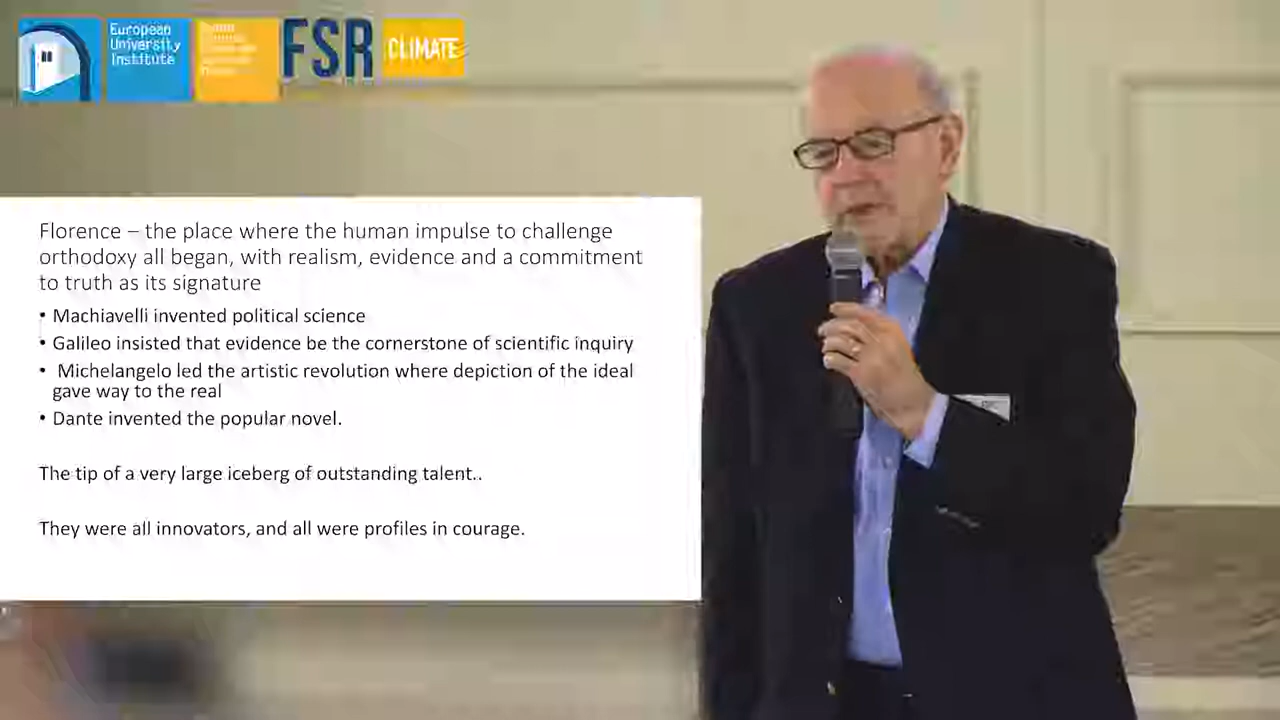 European
University
Institute
FSR
CLIMATE
Florence – the place where the human impulse to challenge
orthodoxy all began, with realism, evidence and a commitment
to truth as its signature
• Machiavelli invented political science
• Galileo insisted that evidence be the cornerstone of scientific inquiry
• Michelangelo led the artistic revolution where depiction of the ideal
gave way to the real
• Dante invented the popular novel.
The tip of a very large iceberg of outstanding talent..
They were all innovators, and all were profiles in courage.